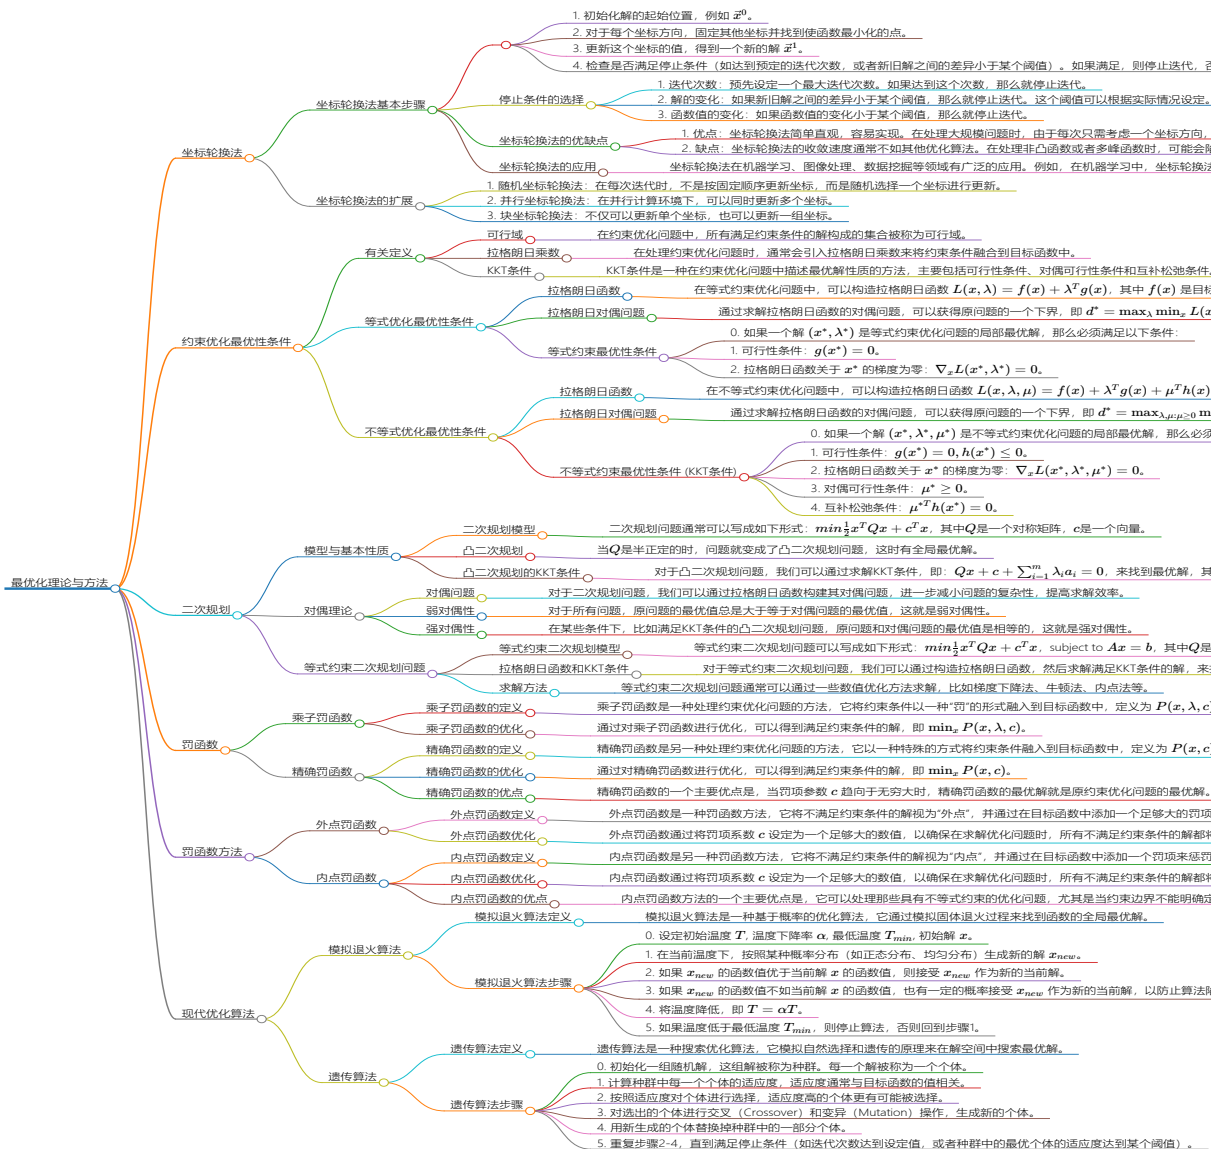 最优化理论与方法
坐标轮换法
坐标轮换法基本步骤
1. 初始化解的起始位置，例如 $\vec{x}^0$。
2. 对于每个坐标方向，固定其他坐标并找到使函数最小化的点。
3. 更新这个坐标的值，得到一个新的解 $\vec{x}^1$。
4. 检查是否满足停止条件（如达到预定的迭代次数，或者新旧解之间的差异小于某个阈值）。如果满足，则停止迭代，否
停止条件的选择
1. 迭代次数：预先设定一个最大迭代次数。如果达到这个次数，那么就停止迭代。
2. 解的变化：如果新旧解之间的差异小于某个阈值，那么就停止迭代。这个阈值可以根据实际情况设定。
3. 函数值的变化：如果函数值的变化小于某个阈值，那么就停止迭代。
坐标轮换法的优缺点
1. 优点：坐标轮换法简单直观，容易实现。在处理大规模问题时，由于每次只需考虑一个坐标方向，
2. 缺点：坐标轮换法的收敛速度通常不如其他优化算法。在处理非凸函数或者多峰函数时，可能会陷
坐标轮换法的应用
坐标轮换法在机器学习、图像处理、数据挖掘等领域有广泛的应用。例如，在机器学习中，坐标轮换法
坐标轮换法的扩展
1. 随机坐标轮换法：在每次迭代时，不是按固定顺序更新坐标，而是随机选择一个坐标进行更新。
2. 并行坐标轮换法：在并行计算环境下，可以同时更新多个坐标。
3. 块坐标轮换法：不仅可以更新单个坐标，也可以更新一组坐标。
约束优化最优性条件
有关定义
可行域
在约束优化问题中，所有满足约束条件的解构成的集合被称为可行域。
拉格朗日乘数
在处理约束优化问题时，通常会引入拉格朗日乘数来将约束条件融合到目标函数中。
KKT条件
KKT条件是一种在约束优化问题中描述最优解性质的方法，主要包括可行性条件、对偶可行性条件和互补松弛条件。
等式优化最优性条件
拉格朗日函数
在等式约束优化问题中，可以构造拉格朗日函数 $L(x, \lambda) = f(x) + \lambda^T g(x)$，其中 $f(x)$ 是目标
拉格朗日对偶问题
通过求解拉格朗日函数的对偶问题，可以获得原问题的一个下界，即 $d^* = \max_\lambda \min_x L(x$
等式约束最优性条件
0. 如果一个解 $(x^*, \lambda^*)$ 是等式约束优化问题的局部最优解，那么必须满足以下条件：
1. 可行性条件：$g(x^*) = 0$。
2. 拉格朗日函数关于 $x^*$ 的梯度为零：$\nabla_x L(x^*, \lambda^*) = 0$。
不等式优化最优性条件
拉格朗日函数
在不等式约束优化问题中，可以构造拉格朗日函数 $L(x, \lambda, \mu) = f(x) + \lambda^T g(x) + \mu^T h(x)$
拉格朗日对偶问题
通过求解拉格朗日函数的对偶问题，可以获得原问题的一个下界，即 $d^* = \max_{\lambda, \mu: \mu \geq 0} \text{m}$
不等式约束最优性条件 (KKT条件)
0. 如果一个解 $(x^*, \lambda^*, \mu^*)$ 是不等式约束优化问题的局部最优解，那么必须
1. 可行性条件：$g(x^*) = 0, h(x^*) \leq 0$。
2. 拉格朗日函数关于 $x^*$ 的梯度为零：$\nabla_x L(x^*, \lambda^*, \mu^*) = 0$。
3. 对偶可行性条件：$\mu^* \geq 0$。
4. 互补松弛条件：$\mu^{*T} h(x^*) = 0$。
二次规划
模型与基本性质
二次规划模型
二次规划问题通常可以写成如下形式：$min \frac{1}{2} x^T Q x + c^T x$，其中$Q$是一个对称矩阵，$c$是一个向量。
凸二次规划
当$Q$是半正定的时，问题就变成了凸二次规划问题，这时有全局最优解。
凸二次规划的KKT条件
对于凸二次规划问题，我们可以通过求解KKT条件，即：$Qx + c + \sum_{i=1}^m \lambda_i a_i = 0$，来找到最优解，其
对偶理论
对偶问题
对于二次规划问题，我们可以通过拉格朗日函数构建其对偶问题，进一步减小问题的复杂性，提高求解效率。
弱对偶性
对于所有问题，原问题的最优值总是大于等于对偶问题的最优值，这就是弱对偶性。
强对偶性
在某些条件下，比如满足KKT条件的凸二次规划问题，原问题和对偶问题的最优值是相等的，这就是强对偶性。
等式约束二次规划问题
等式约束二次规划模型
等式约束二次规划问题可以写成如下形式：$min \frac{1}{2} x^T Q x + c^T x$，subject to $Ax = b$，其中$Q$是
拉格朗日函数和KKT条件
对于等式约束二次规划问题，我们可以通过构造拉格朗日函数，然后求解满足KKT条件的解，来
求解方法
等式约束二次规划问题通常可以通过一些数值优化方法求解，比如梯度下降法、牛顿法、内点法等。
罚函数
乘子罚函数
乘子罚函数的定义
乘子罚函数是一种处理约束优化问题的方法，它将约束条件以一种“罚”的形式融入到目标函数中，定义为 $P(x, \lambda, c)$
乘子罚函数的优化
通过对乘子罚函数进行优化，可以得到满足约束条件的解，即 $\min_x P(x, \lambda, c)$。
精确罚函数
精确罚函数的定义
精确罚函数是另一种处理约束优化问题的方法，它以一种特殊的方式将约束条件融入到目标函数中，定义为 $P(x, c)$
精确罚函数的优化
通过对精确罚函数进行优化，可以得到满足约束条件的解，即 $\min_x P(x, c)$。
精确罚函数的优点
精确罚函数的一个主要优点是，当罚项参数 $c$ 趋向于无穷大时，精确罚函数的最优解就是原约束优化问题的最优解。
罚函数方法
外点罚函数
外点罚函数定义
外点罚函数是一种罚函数方法，它将不满足约束条件的解视为“外点”，并通过在目标函数中添加一个足够大的罚项
外点罚函数优化
外点罚函数通过将罚项系数 $c$ 设定为一个足够大的数值，以确保在求解优化问题时，所有不满足约束条件的解都将
内点罚函数
内点罚函数定义
内点罚函数是另一种罚函数方法，它将不满足约束条件的解视为“内点”，并通过在目标函数中添加一个罚项来惩罚
内点罚函数优化
内点罚函数通过将罚项系数 $c$ 设定为一个足够大的数值，以确保在求解优化问题时，所有不满足约束条件的解都将
内点罚函数的优点
内点罚函数方法的一个主要优点是，它可以处理那些具有不等式约束的优化问题，尤其是当约束边界不能明确定
现代优化算法
模拟退火算法
模拟退火算法定义
模拟退火算法是一种基于概率的优化算法，它通过模拟固体退火过程来找到函数的全局最优解。
模拟退火算法步骤
0. 设定初始温度 $T$, 温度下降率 $\alpha$, 最低温度 $T_{min}$, 初始解 $x$。
1. 在当前温度下，按照某种概率分布（如正态分布、均匀分布）生成新的解 $x_{new}$。
2. 如果 $x_{new}$ 的函数值优于当前解 $x$ 的函数值，则接受 $x_{new}$ 作为新的当前解。
3. 如果 $x_{new}$ 的函数值不如当前解 $x$ 的函数值，也有一定的概率接受 $x_{new}$ 作为新的当前解，以防止算法陷
4. 将温度降低，即 $T = \alpha T$。
5. 如果温度低于最低温度 $T_{min}$，则停止算法，否则回到步骤1。
遗传算法
遗传算法定义
遗传算法是一种搜索优化算法，它模拟自然选择和遗传的原理来在解空间中搜索最优解。
遗传算法步骤
0. 初始化一组随机解，这组解被称为种群。每一个解被称为一个个体。
1. 计算种群中每一个个体的适应度，适应度通常与目标函数的值相关。
2. 按照适应度对个体进行选择，适应度高的个体更有可能被选择。
3. 对选出的个体进行交叉（Crossover）和变异（Mutation）操作，生成新的个体。
4. 用新生成的个体替换掉种群中的一部分个体。
5. 重复步骤2-4，直到满足停止条件（如迭代次数达到设定值，或者种群中的最优个体的适应度达到某个阈值）。